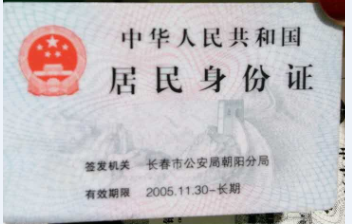 中华人民共和国
居民身份证
签发机关 长春市公安局朝阳分局
有效期限 2005.11.30-长期